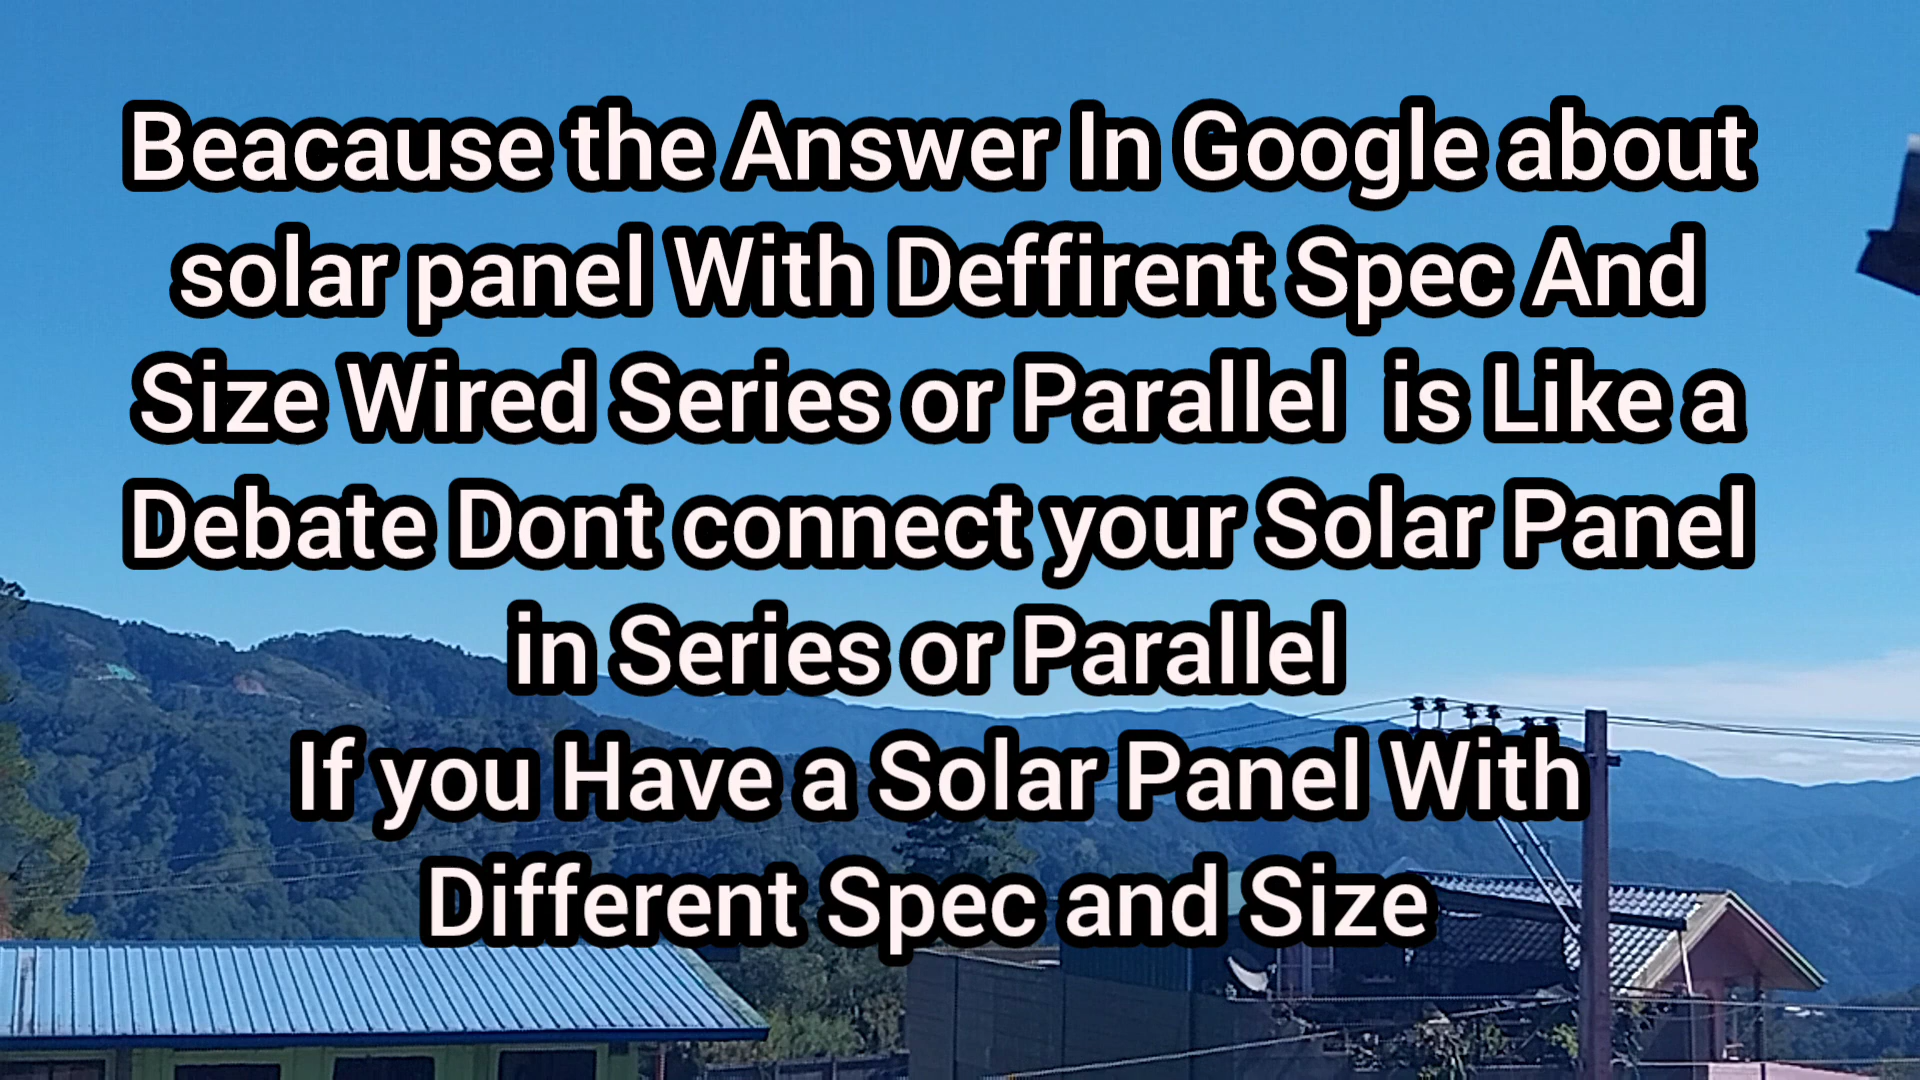 Beacause the Answer In Google about
solar panel With Deffirent Spec And
Size Wired Series or Parallel is Like a
Debate Dont connect your Solar Panel
in Series or Parallel
If you Have a Solar Panel With
Different Spec and Size